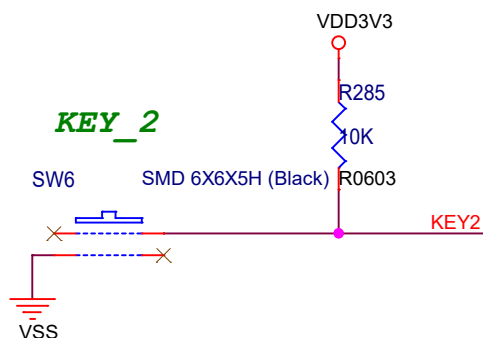 VDD3V3
R285
KEY_2
10K
SW6
SMD 6X6X5H (Black)
R0603
KEY2
VSS